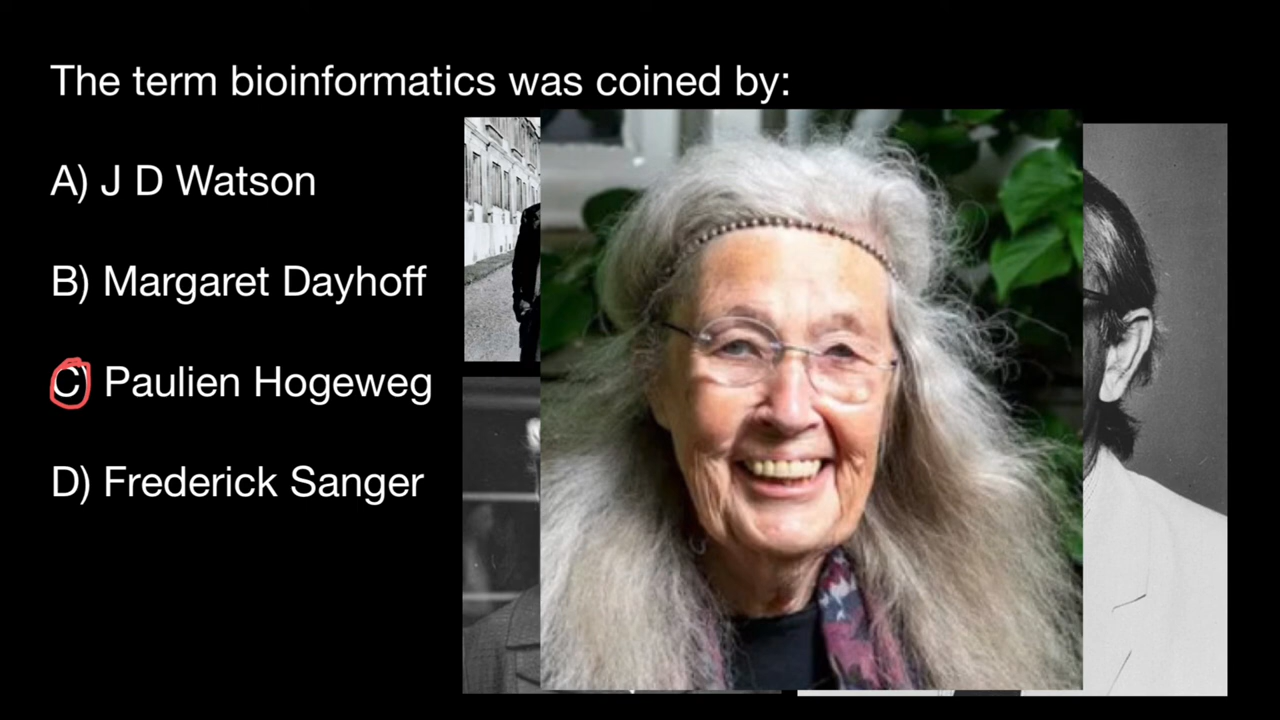 The term bioinformatics was coined by:
A) J D Watson
B) Margaret Dayhoff
C) Paulien Hogeweg
D) Frederick Sanger